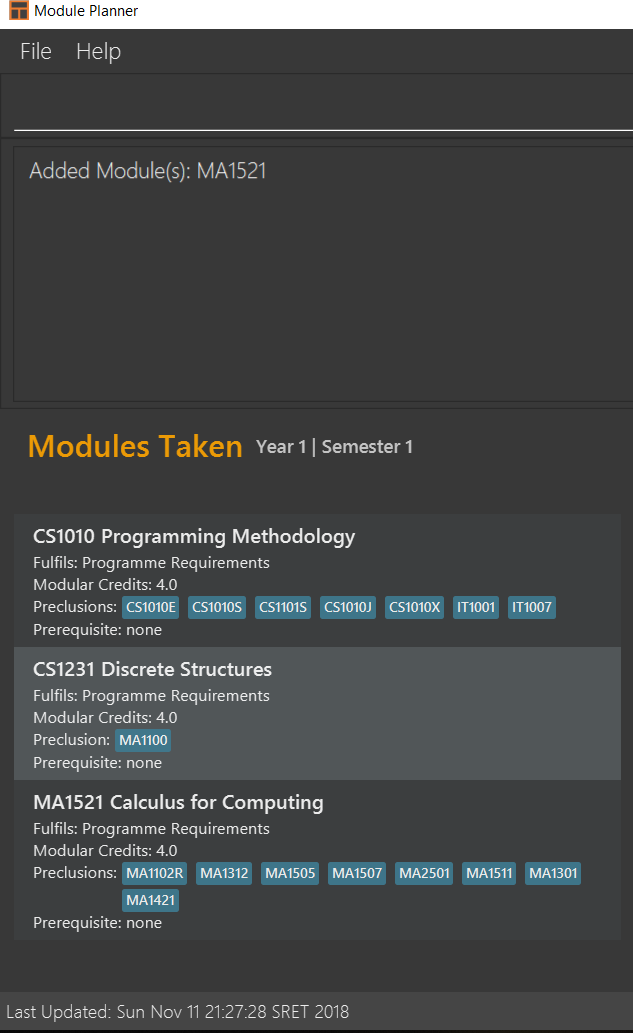 Module Planner
File Help
Added Module(s): MA1521
Modules Taken Year 1 | Semester 1
CS1010 Programming Methodology
Fulfils: Programme Requirements
Modular Credits: 4.0
Preclusions: CS1010E CS1010S CS1101S CS1010J CS1010X IT1001 IT1007
Prerequisite: none
CS1231 Discrete Structures
Fulfils: Programme Requirements
Modular Credits: 4.0
Preclusion: MA1100
Prerequisite: none
MA1521 Calculus for Computing
Fulfils: Programme Requirements
Modular Credits: 4.0
Preclusions: MA1102R MA1312 MA1505 MA1507 MA2501 MA1511 MA1301
MA1421
Prerequisite: none
Last Updated: Sun Nov 11 21:27:28 SRET 2018